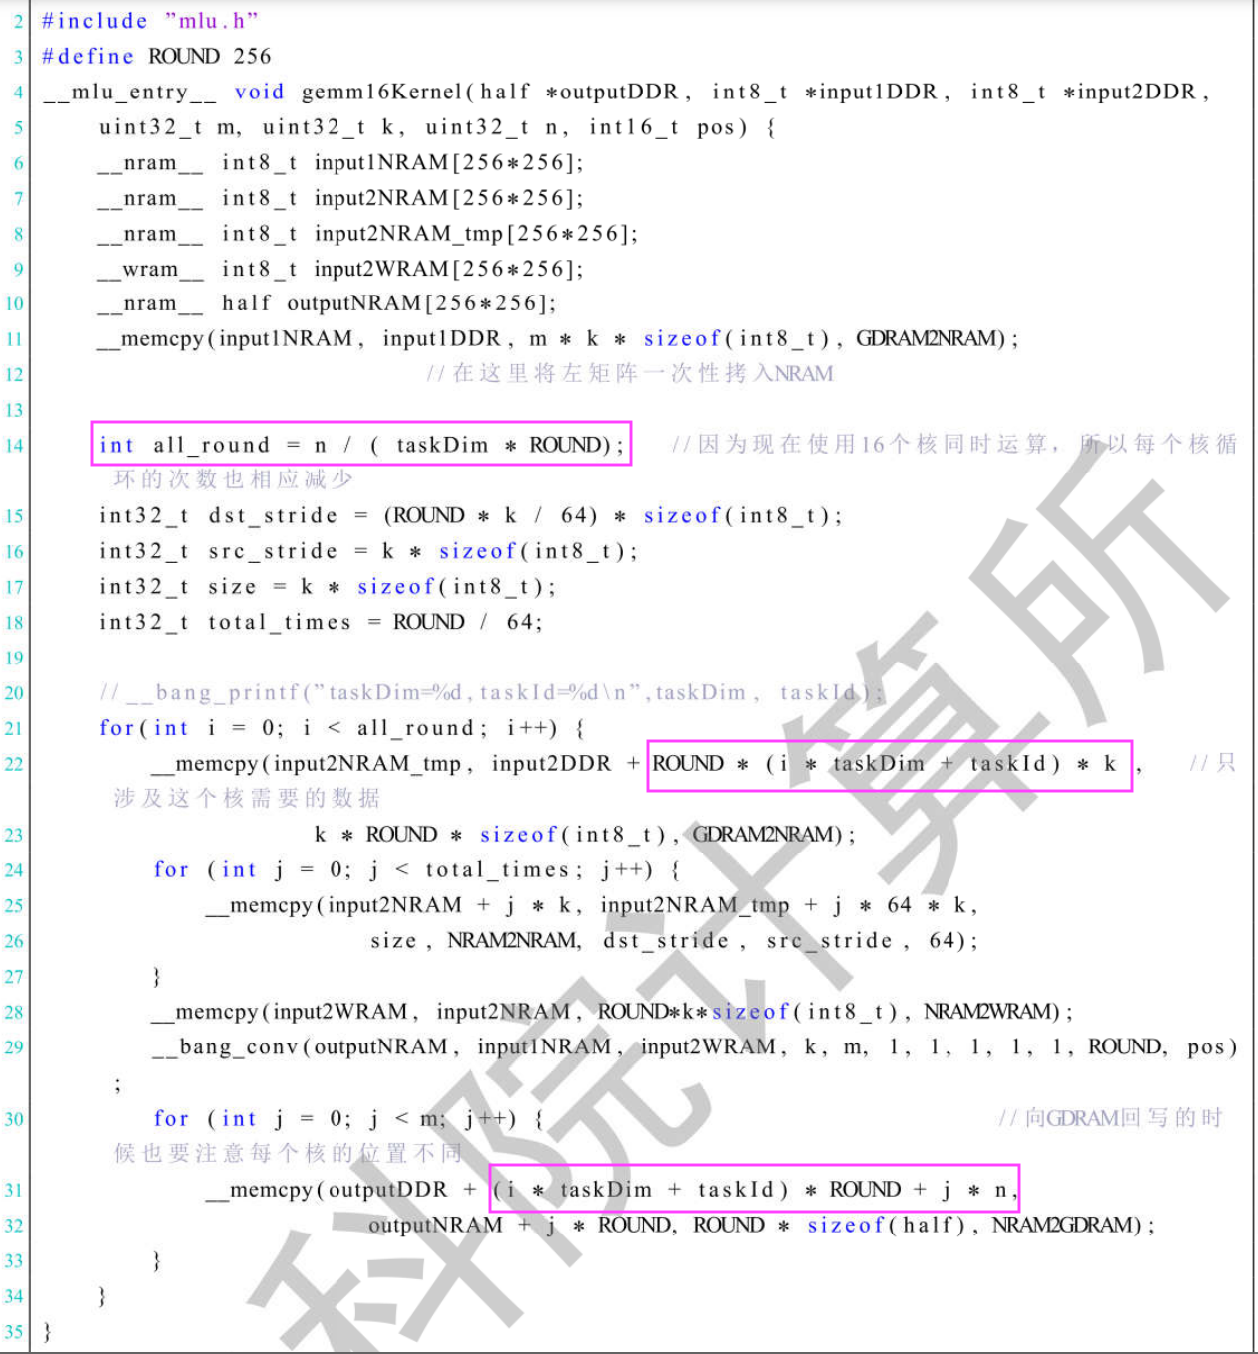 2 #include "mlu.h"
3 #define ROUND 256
4 __mlu_entry__ void gemm16Kernel(half *outputDDR, int8_t *input1DDR, int8_t *input2DDR,
5 uint32_t m, uint32_t k, uint32_t n, int16_t pos) {
6 __nram__ int8_t input1NRAM[256*256];
7 __nram__ int8_t input2NRAM[256*256];
8 __nram__ int8_t input2NRAM_tmp[256*256];
9 __wram__ int8_t input2WRAM[256*256];
10 __nram__ half outputNRAM[256*256];
11 __memcpy(input1NRAM, input1DDR, m * k * sizeof(int8_t), GDRAM2NRAM);
12 //在这里将左矩阵一次性拷入NRAM
13
14 int all_round = n / ( taskDim * ROUND); //因为现在使用16个核同时运算，所以每个核循
环的次数也相应减少
15 int32_t dst_stride = (ROUND * k / 64) * sizeof(int8_t);
16 int32_t src_stride = k * sizeof(int8_t);
17 int32_t size = k * sizeof(int8_t);
18 int32_t total_times = ROUND / 64;
19
20 //__bang_printf("taskDim=%d,taskId=%d\n",taskDim, taskId);
21 for(int i = 0; i < all_round; i++) {
22 __memcpy(input2NRAM_tmp, input2DDR + ROUND * (i * taskDim + taskId) * k , //只
涉及这个核需要的数据
23 k * ROUND * sizeof(int8_t), GDRAM2NRAM);
24 for (int j = 0; j < total_times; j++) {
25 __memcpy(input2NRAM + j * k, input2NRAM_tmp + j * 64 * k,
26 size, NRAM2NRAM, dst_stride, src_stride, 64);
27 }
28 __memcpy(input2WRAM, input2NRAM, ROUND*k*sizeof(int8_t), NRAM2WRAM);
29 __bang_conv(outputNRAM, input1NRAM, input2WRAM, k, m, 1, 1, 1, 1, 1, ROUND, pos)
;
30 for (int j = 0; j < m; j++) { //向GDRAM回写的时
候也要注意每个核的位置不同
31 __memcpy(outputDDR + (i * taskDim + taskId) * ROUND + j * n,
32 outputNRAM + j * ROUND, ROUND * sizeof(half), NRAM2GDRAM);
33 }
34 }
35 }
科院计算所